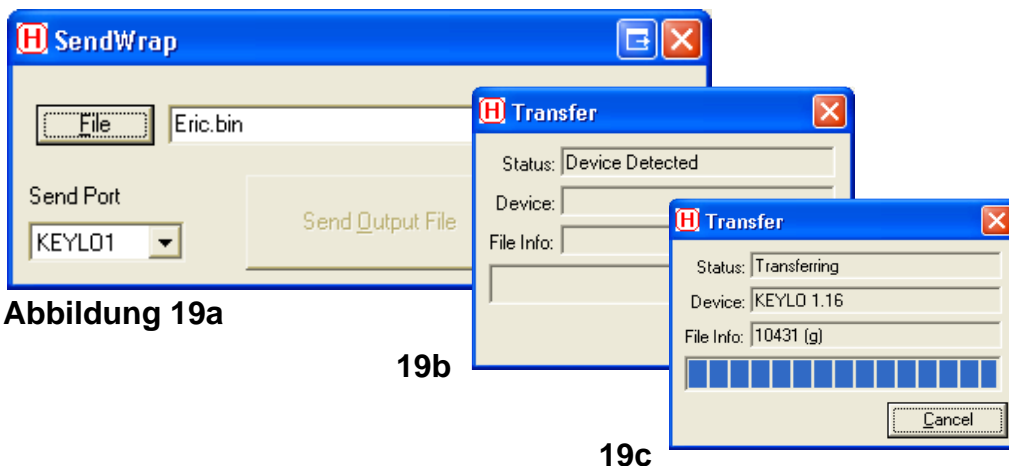 H SendWrap
File Eric.bin
Send Port
KEYLO1
Send Output File
Abbildung 19a
H Transfer
Status: Device Detected
Device:
File Info:
19b
H Transfer
Status: Transferring
Device: KEYLO 1.16
File Info: 10431 (g)
Cancel
19c